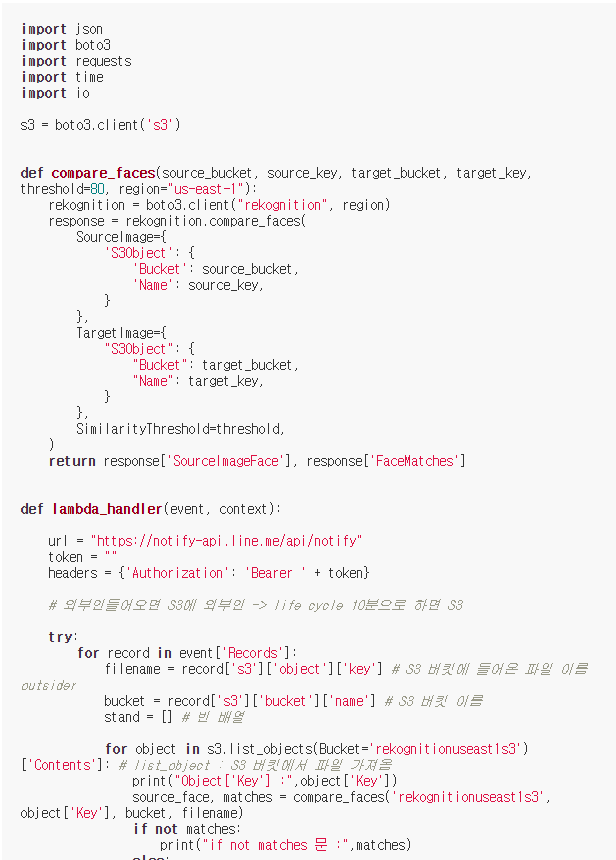 import json
import boto3
import requests
import time
import io
s3 = boto3.client('s3')
def compare_faces(source_bucket, source_key, target_bucket, target_key,
threshold=80, region="us-east-1"):
    rekognition = boto3.client("rekognition", region)
    response = rekognition.compare_faces(
        SourceImage={
            'S3Object': {
                'Bucket': source_bucket,
                'Name': source_key,
            }
        },
        TargetImage={
            "S3Object": {
                "Bucket": target_bucket,
                "Name": target_key,
            }
        },
        SimilarityThreshold=threshold,
    )
    return response['SourceImageFace'], response['FaceMatches']
def lambda_handler(event, context):
    url = "https://notify-api.line.me/api/notify"
    token = ""
    headers = {'Authorization': 'Bearer ' + token}
    # 외부인들어오면 S3에 외부인 -> life cycle 10분으로 하면 S3
    try:
        for record in event['Records']:
            filename = record['s3']['object']['key'] # S3 버킷에 들어온 파일 이름
outsider
            bucket = record['s3']['bucket']['name'] # S3 버킷 이름
            stand = [] # 빈 배열
            for object in s3.list_objects(Bucket='rekognitionuseast1s3')
['Contents']: # list_object : S3 버킷에서 파일 가져옴
                print("Object['Key'] :",object['Key'])
                source_face, matches = compare_faces('rekognitionuseast1s3',
object['Key'], bucket, filename)
                if not matches:
                    print("if not matches 문 :",matches)
                else: